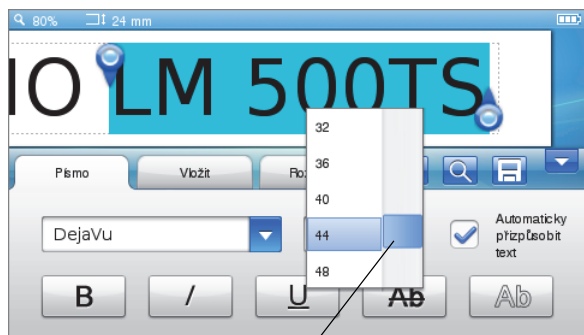 80% 24 mm
IO LM 500TS
Písmo Vložit Roz
DejaVu
32
36
40
44
48
Automaticky
přizpůsobit
text
B I U Ab Ab